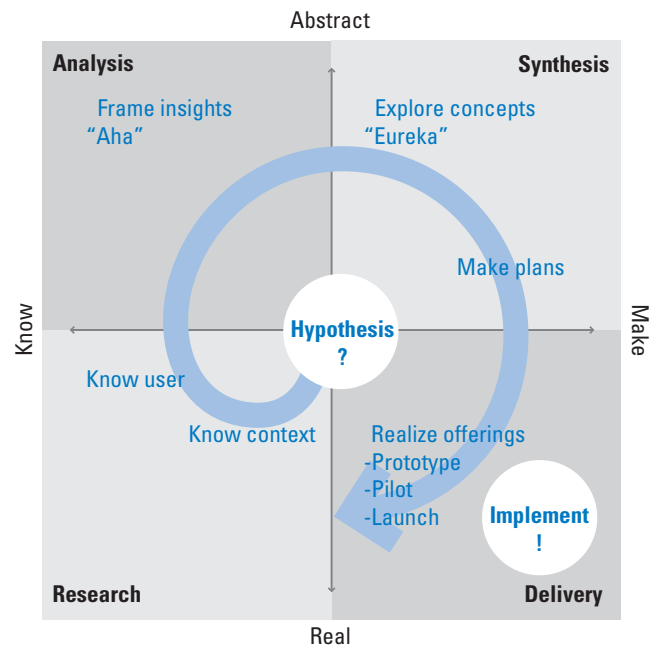 Abstract
Analysis
Synthesis
Frame insights
“Aha”
Explore concepts
“Eureka”
Make plans
Know
Hypothesis
?
Make
Know user
Know context
Realize offerings
-Prototype
-Pilot
-Launch
Implement
!
Research
Delivery
Real